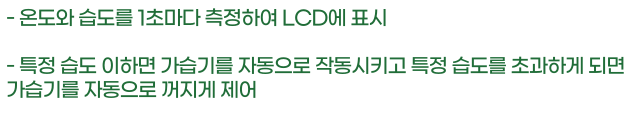 - 온도와 습도를 1초마다 측정하여 LCD에 표시
- 특정 습도 이하면 가습기를 자동으로 작동시키고 특정 습도를 초과하게 되면
가습기를 자동으로 꺼지게 제어